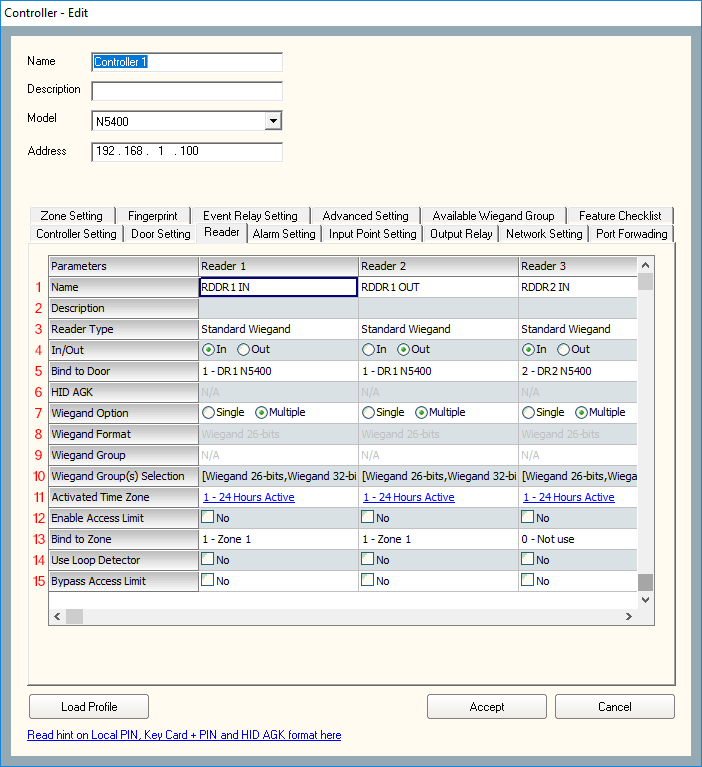 Controller - Edit
Name Controller 1
Description
Model N5400
Address 192 . 168 . 1 . 100
Zone Setting Fingerprint Event Relay Setting Advanced Setting Available Wiegand Group Feature Checklist
Controller Setting Door Setting Reader Alarm Setting Input Point Setting Output Relay Network Setting Port Forwading
Parameters Reader 1 Reader 2 Reader 3
1 Name RDDR1 IN RDDR1 OUT RDDR2 IN
2 Description
3 Reader Type Standard Wiegand Standard Wiegand Standard Wiegand
4 In/Out In Out In Out In Out
5 Bind to Door 1 - DR1 N5400 1 - DR1 N5400 2 - DR2 N5400
6 HID AGK N/A N/A N/A
7 Wiegand Option Single Multiple Single Multiple Single Multiple
8 Wiegand Format Wiegand 26-bits Wiegand 26-bits Wiegand 26-bits
9 Wiegand Group N/A N/A N/A
10 Wiegand Group(s) Selection [Wiegand 26-bits,Wiegand 32-bi [Wiegand 26-bits,Wiegand 32-bi [Wiegand 26-bits,Wiega
11 Activated Time Zone 1 - 24 Hours Active 1 - 24 Hours Active 1 - 24 Hours Active
12 Enable Access Limit No No No
13 Bind to Zone 1 - Zone 1 1 - Zone 1 0 - Not use
14 Use Loop Detector No No No
15 Bypass Access Limit No No No
Load Profile Accept Cancel
Read hint on Local PIN, Key Card + PIN and HID AGK format here